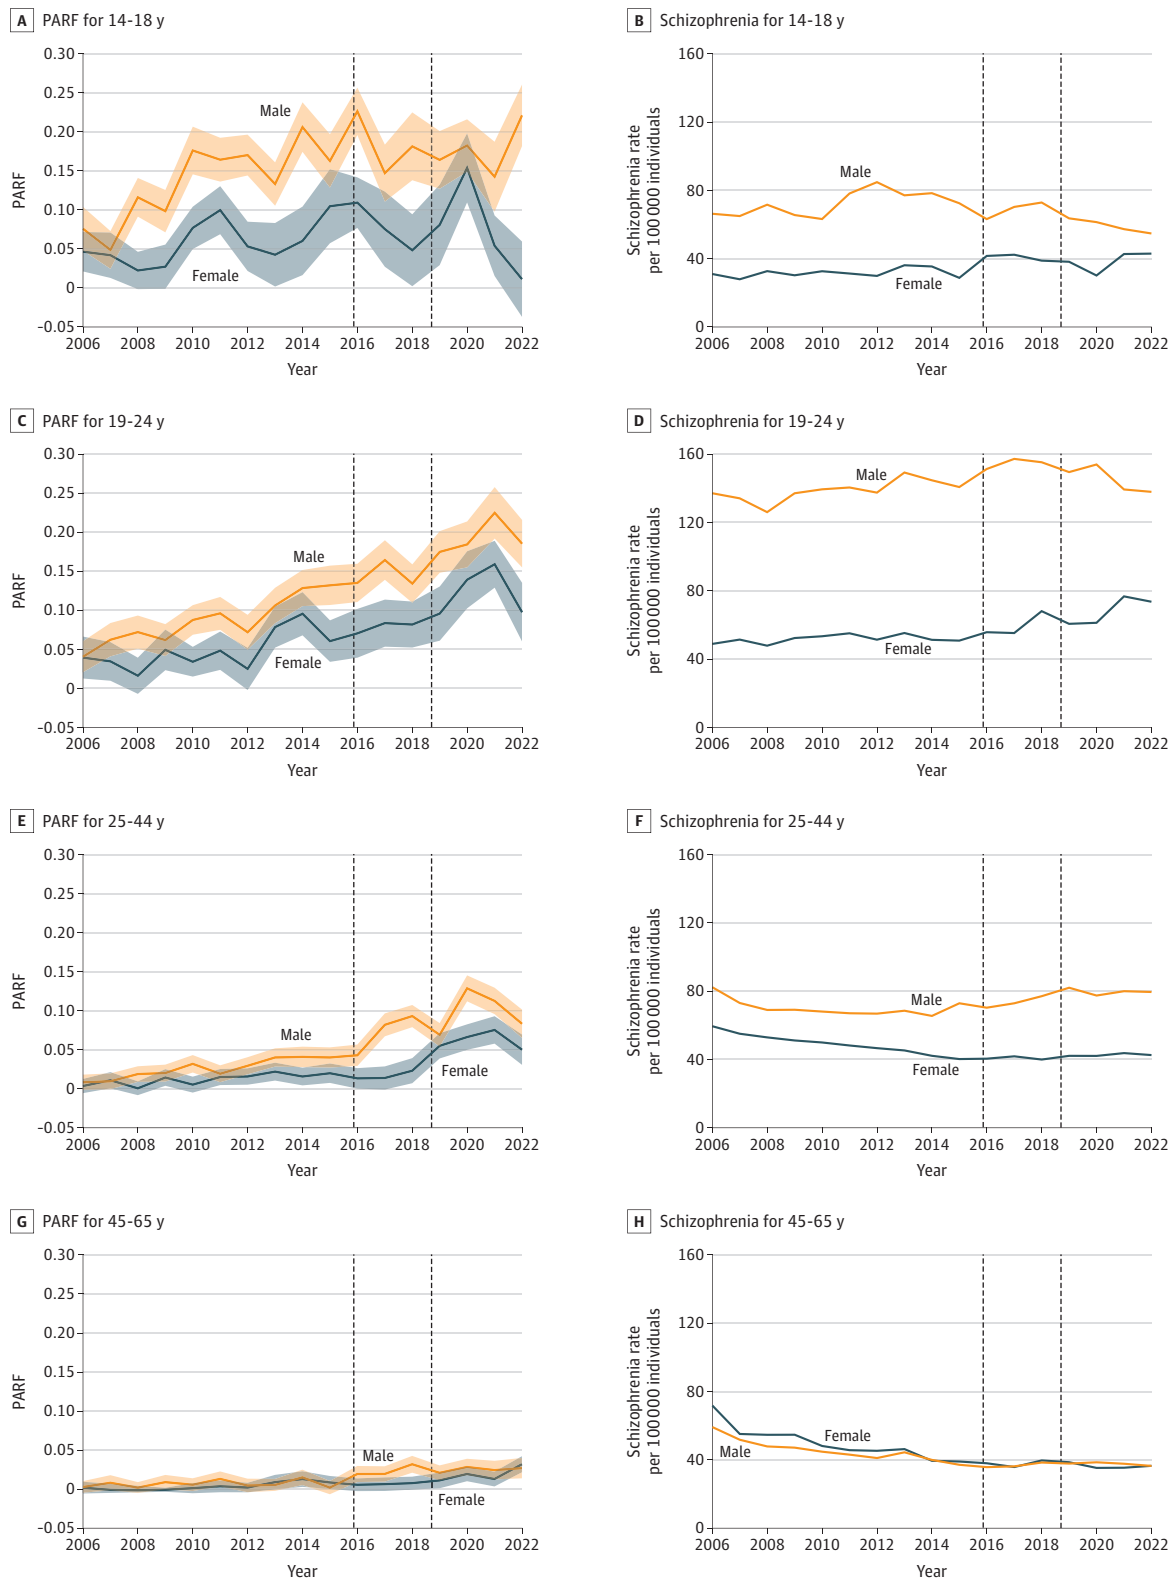 A PARF for 14-18 y
0.30
0.25
0.20
0.15
0.10
0.05
0
-0.05
PARF
Male
Female
2006 2008 2010 2012 2014 2016 2018 2020 2022
Year
B Schizophrenia for 14-18 y
160
120
80
40
0
Schizophrenia rate
per 100 000 individuals
Male
Female
2006 2008 2010 2012 2014 2016 2018 2020 2022
Year
C PARF for 19-24 y
0.30
0.25
0.20
0.15
0.10
0.05
0
-0.05
PARF
Male
Female
2006 2008 2010 2012 2014 2016 2018 2020 2022
Year
D Schizophrenia for 19-24 y
160
120
80
40
0
Schizophrenia rate
per 100 000 individuals
Male
Female
2006 2008 2010 2012 2014 2016 2018 2020 2022
Year
E PARF for 25-44 y
0.30
0.25
0.20
0.15
0.10
0.05
0
-0.05
PARF
Male
Female
2006 2008 2010 2012 2014 2016 2018 2020 2022
Year
F Schizophrenia for 25-44 y
160
120
80
40
0
Schizophrenia rate
per 100 000 individuals
Male
Female
2006 2008 2010 2012 2014 2016 2018 2020 2022
Year
G PARF for 45-65 y
0.30
0.25
0.20
0.15
0.10
0.05
0
-0.05
PARF
Male
Female
2006 2008 2010 2012 2014 2016 2018 2020 2022
Year
H Schizophrenia for 45-65 y
160
120
80
40
0
Schizophrenia rate
per 100 000 individuals
Female
Male
2006 2008 2010 2012 2014 2016 2018 2020 2022
Year